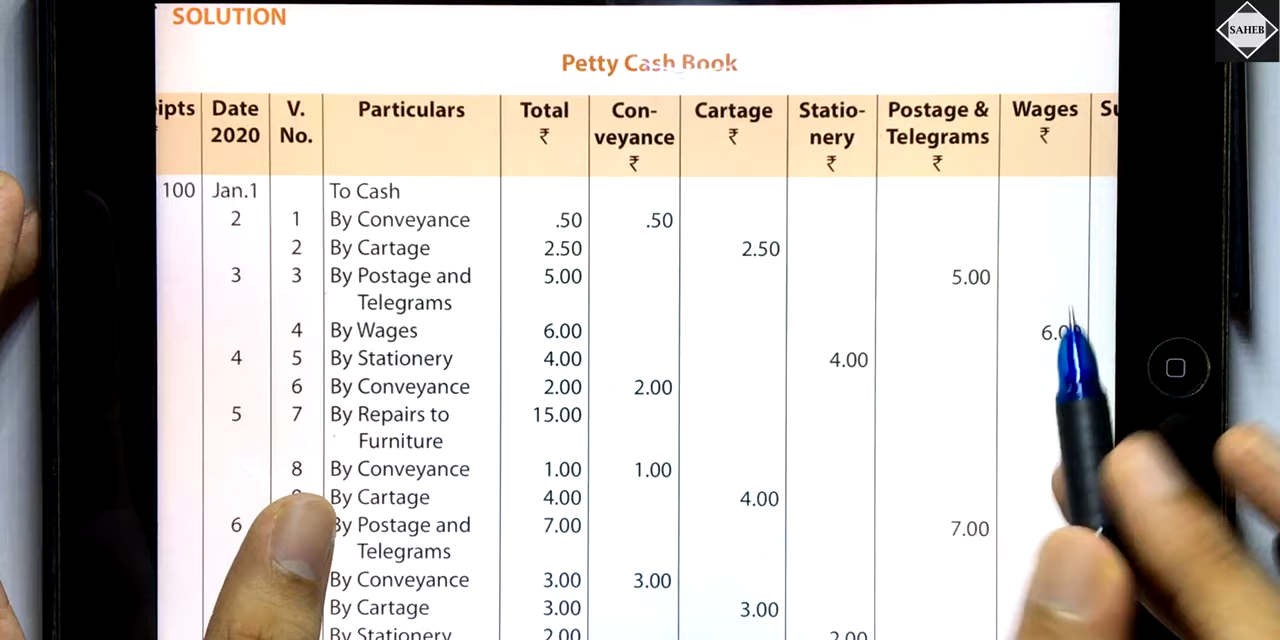 SAHEB
SOLUTION
Petty Cash Book
ipts Date V. Particulars Total Con- Cartage Statio- Postage & Wages Su
2020 No. ₹ veyance ₹ nery Telegrams ₹
₹ ₹ ₹
100 Jan.1 To Cash
2 1 By Conveyance .50 .50
2 By Cartage 2.50 2.50
3 3 By Postage and 5.00 5.00
Telegrams
4 By Wages 6.00
4 5 By Stationery 4.00 4.00
6 By Conveyance 2.00 2.00
5 7 By Repairs to 15.00
Furniture
8 By Conveyance 1.00 1.00
By Cartage 4.00 4.00
6 By Postage and 7.00 7.00
Telegrams
By Conveyance 3.00 3.00
By Cartage 3.00 3.00
By Stationery 2.00 2.00